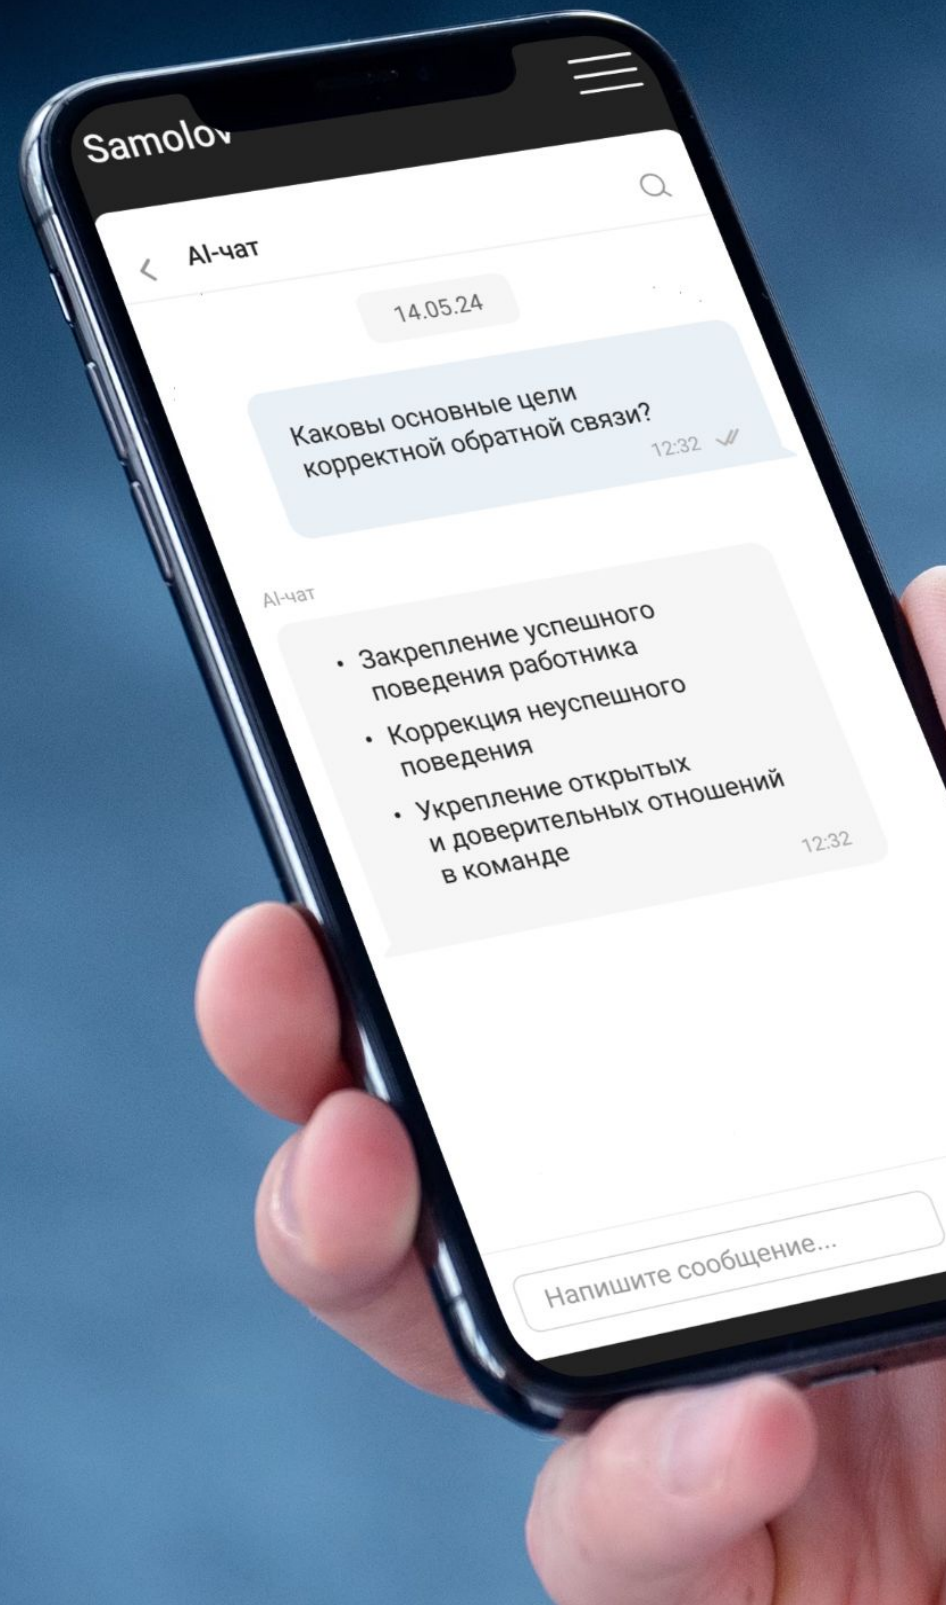 Samolov
AI-чат
14.05.24
Каковы основные цели
корректной обратной связи?
12:32
AI-чат
• Закрепление успешного
поведения работника
• Коррекция неуспешного
поведения
• Укрепление открытых
и доверительных отношений
в команде
12:32
Напишите сообщение...